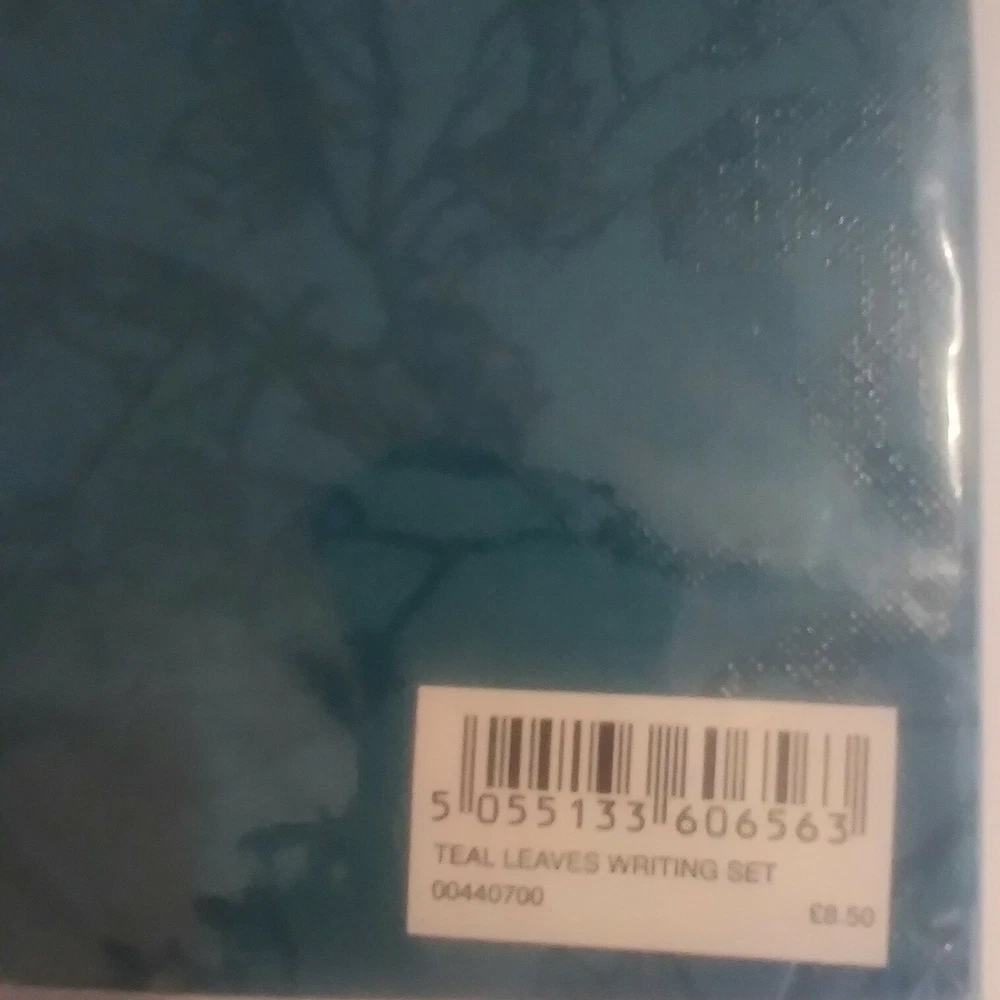 5 055133 606563
TEAL LEAVES WRITING SET
00440700
£8.50